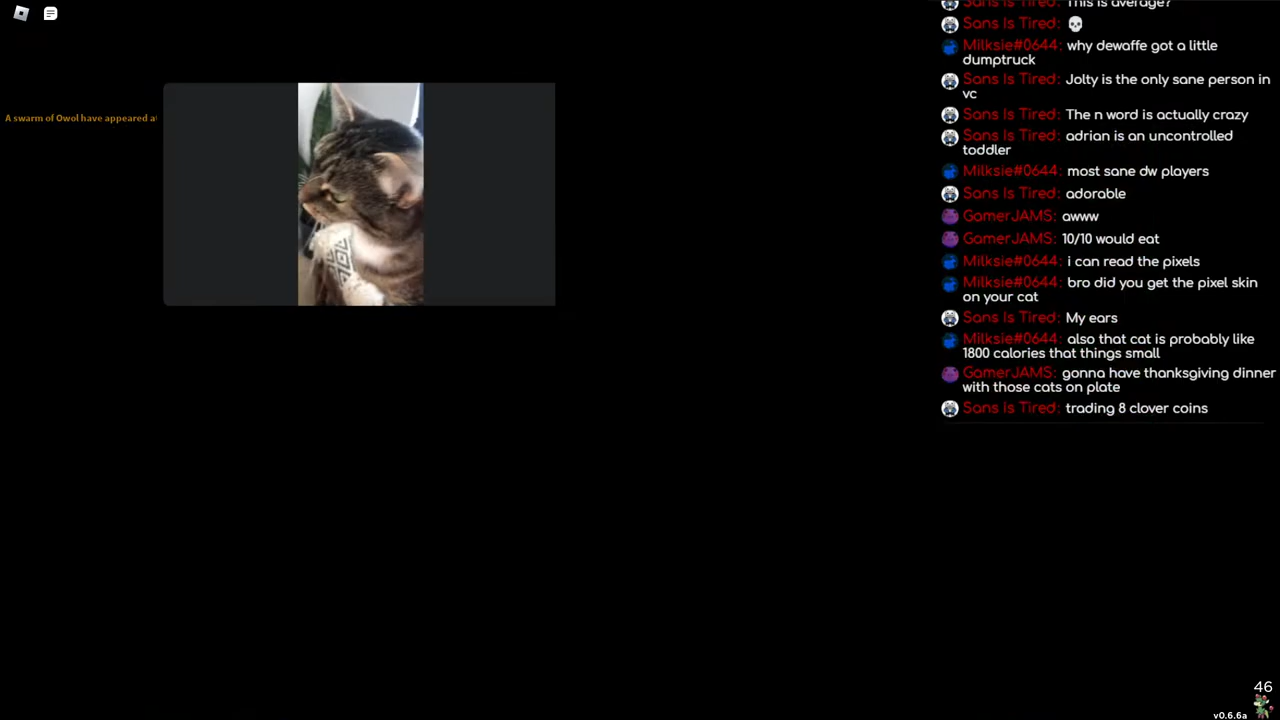 Sans Is Tired: This is average?
Sans Is Tired: 💀
Milksie#0644: why dewaffe got a little
dumptruck
Sans Is Tired: Jolty is the only sane person in
vc
Sans Is Tired: The n word is actually crazy
Sans Is Tired: adrian is an uncontrolled
toddler
Milksie#0644: most sane dw players
Sans Is Tired: adorable
GamerJAMS: awww
GamerJAMS: 10/10 would eat
Milksie#0644: i can read the pixels
Milksie#0644: bro did you get the pixel skin
on your cat
Sans Is Tired: My ears
Milksie#0644: also that cat is probably like
1800 calories that things small
GamerJAMS: gonna have thanksgiving dinner
with those cats on plate
Sans Is Tired: trading 8 clover coins
A swarm of Owol have appeared at
46
v0.6.6a